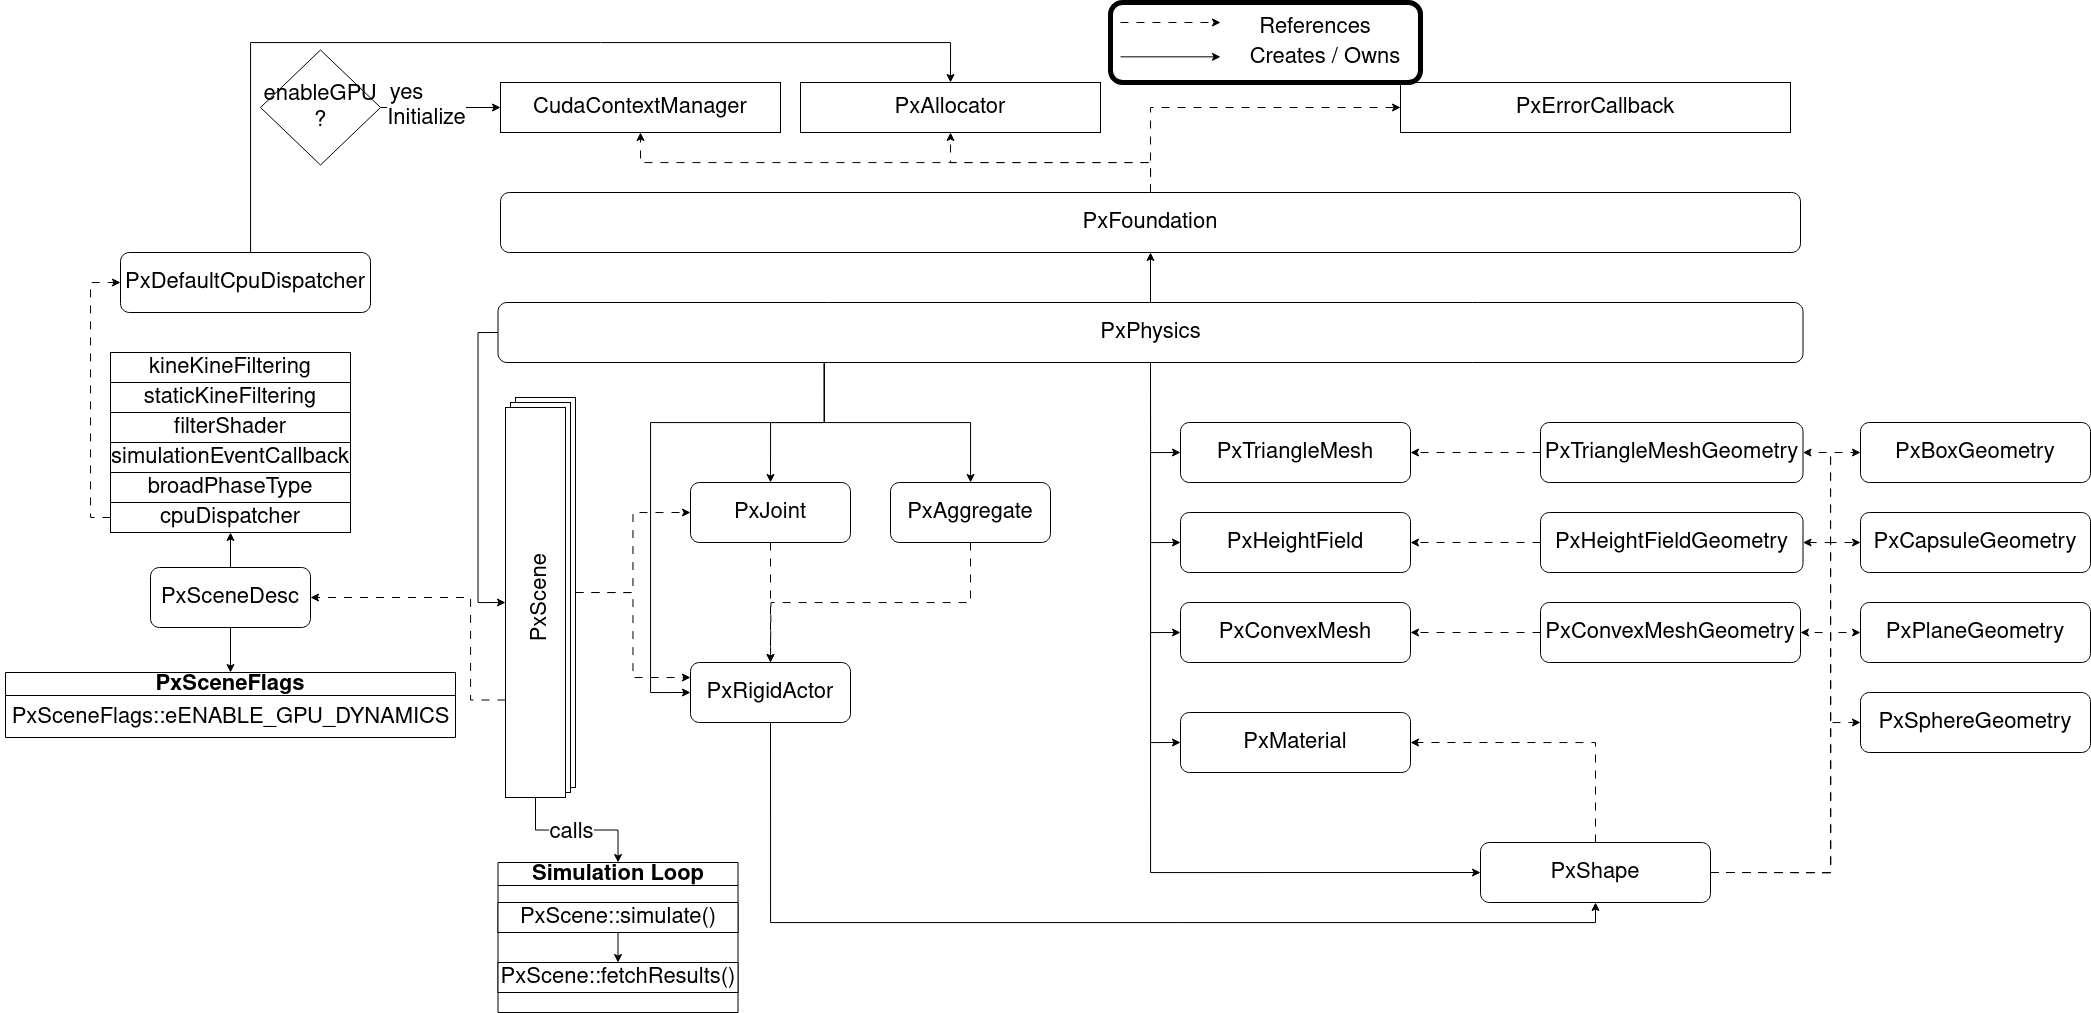 References
Creates / Owns
enableGPU
?
yes
Initialize
CudaContextManager
PxAllocator
PxErrorCallback
PxFoundation
PxDefaultCpuDispatcher
PxPhysics
kineKineFiltering
staticKineFiltering
filterShader
simulationEventCallback
broadPhaseType
cpuDispatcher
PxSceneDesc
PxSceneFlags
PxSceneFlags::eENABLE_GPU_DYNAMICS
PxScene
calls
Simulation Loop
PxScene::simulate()
PxScene::fetchResults()
PxJoint
PxAggregate
PxRigidActor
PxTriangleMesh
PxTriangleMeshGeometry
PxBoxGeometry
PxHeightField
PxHeightFieldGeometry
PxCapsuleGeometry
PxConvexMesh
PxConvexMeshGeometry
PxPlaneGeometry
PxSphereGeometry
PxMaterial
PxShape